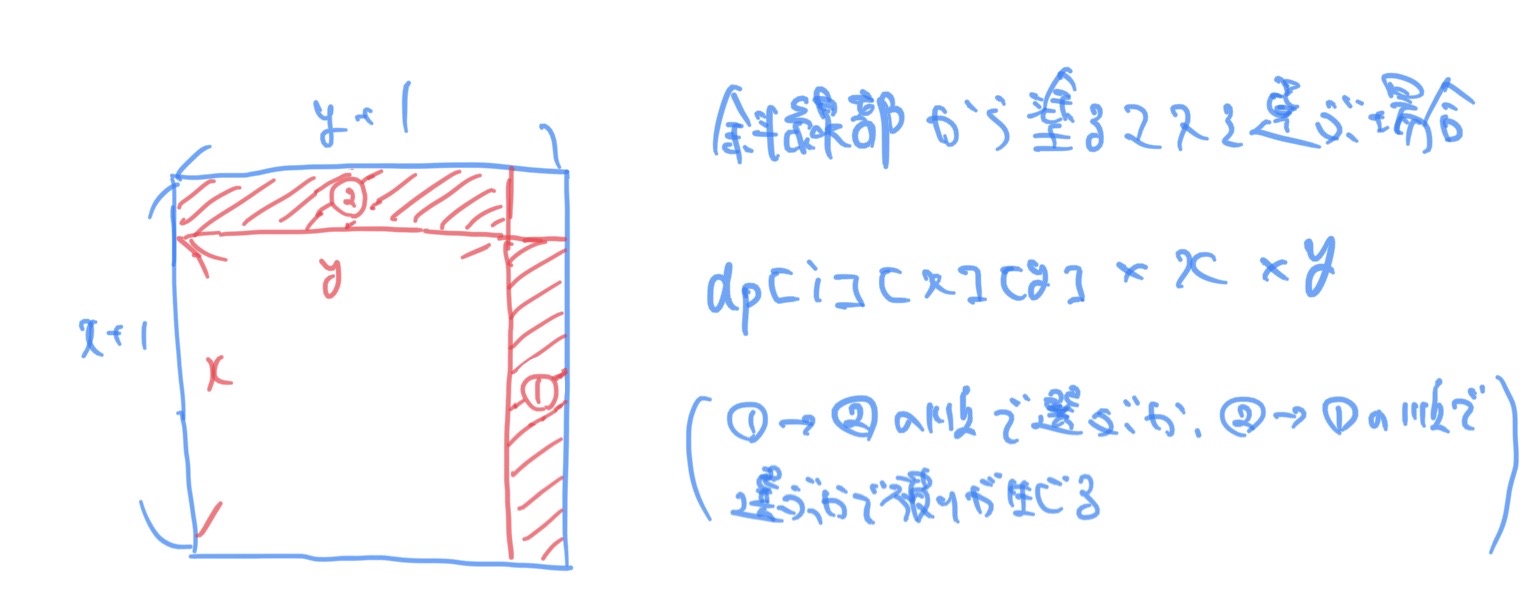 y+1
斜線部から塗るマスを選ぶ場合
②
y
dp[i][x][y] × x × y
x+1
x
①
(①→②の順で選ぶか、②→①の順で
選ぶかで被りが生じる)